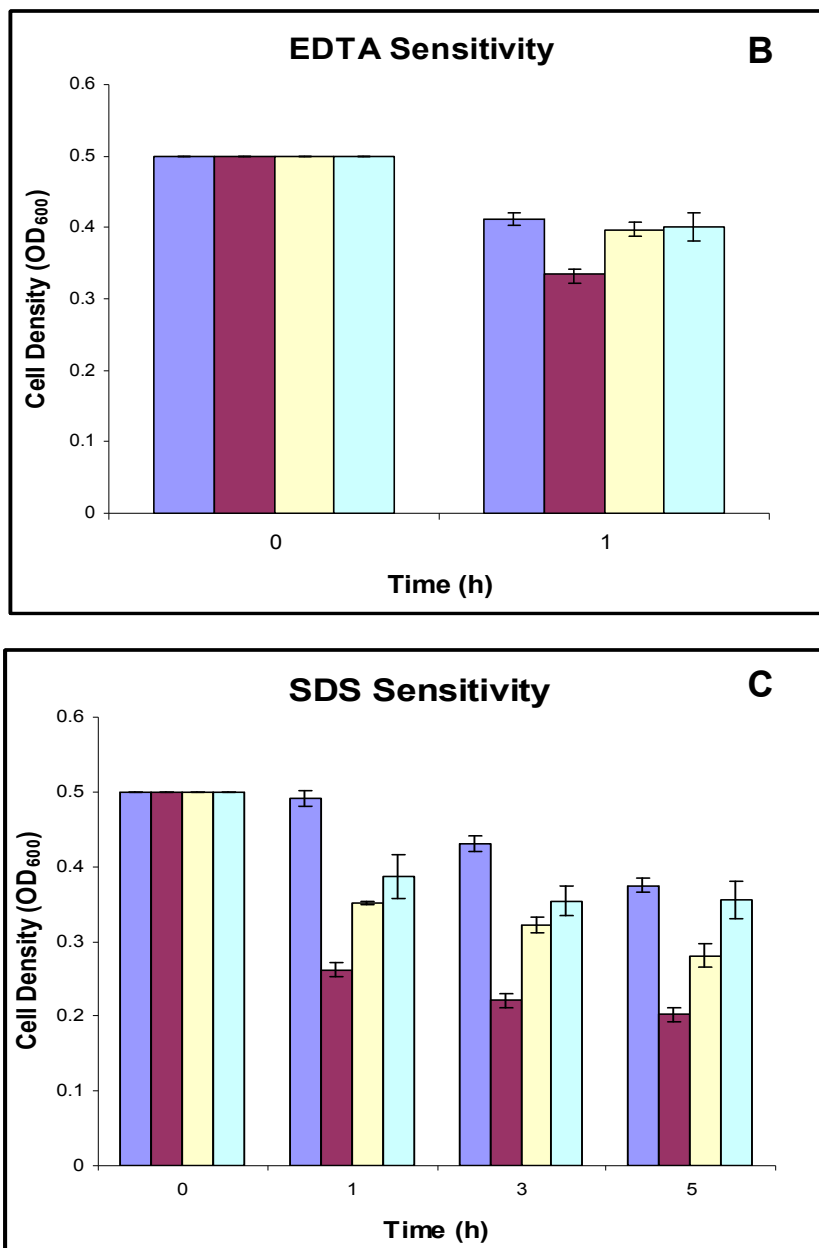 EDTA Sensitivity
B
0.6
0.5
0.4
0.3
0.2
0.1
0
Cell Density (OD600)
0 1
Time (h)
SDS Sensitivity
C
0.6
0.5
0.4
0.3
0.2
0.1
0
Cell Density (OD600)
0 1 3 5
Time (h)